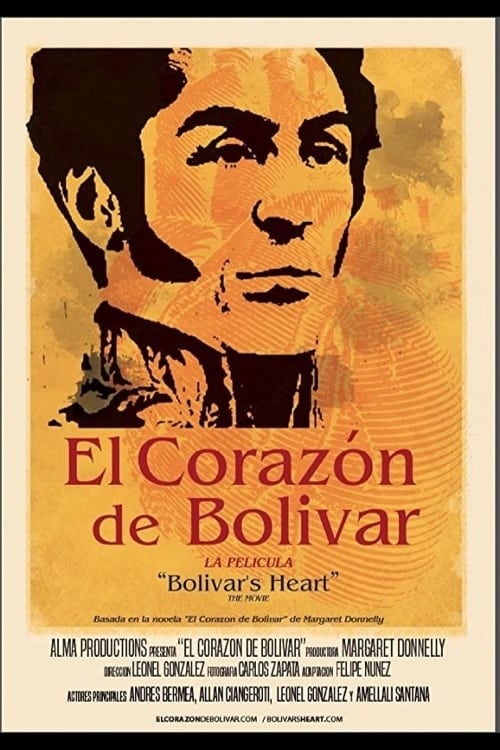 El Corazón
de Bolivar
LA PELICULA
“Bolivar's Heart”
THE MOVIE
Basada en la novela "El Corazon de Bolivar" de Margaret Donnelly
ALMA PRODUCTIONS PRESENTA “EL CORAZON DE BOLIVAR” PRODUCTORA MARGARET DONNELLY
DIRECCION LEONEL GONZALEZ FOTOGRAFIA CARLOS ZAPATA ADAPTACION FELIPE NUNEZ
ACTORES PRINCIPALES ANDRES BERMEA, ALLAN CIANGEROTI, LEONEL GONZALEZ Y AMELLALI SANTANA
ELCORAZONDEBOLIVAR.COM / BOLIVARSHEART.COM